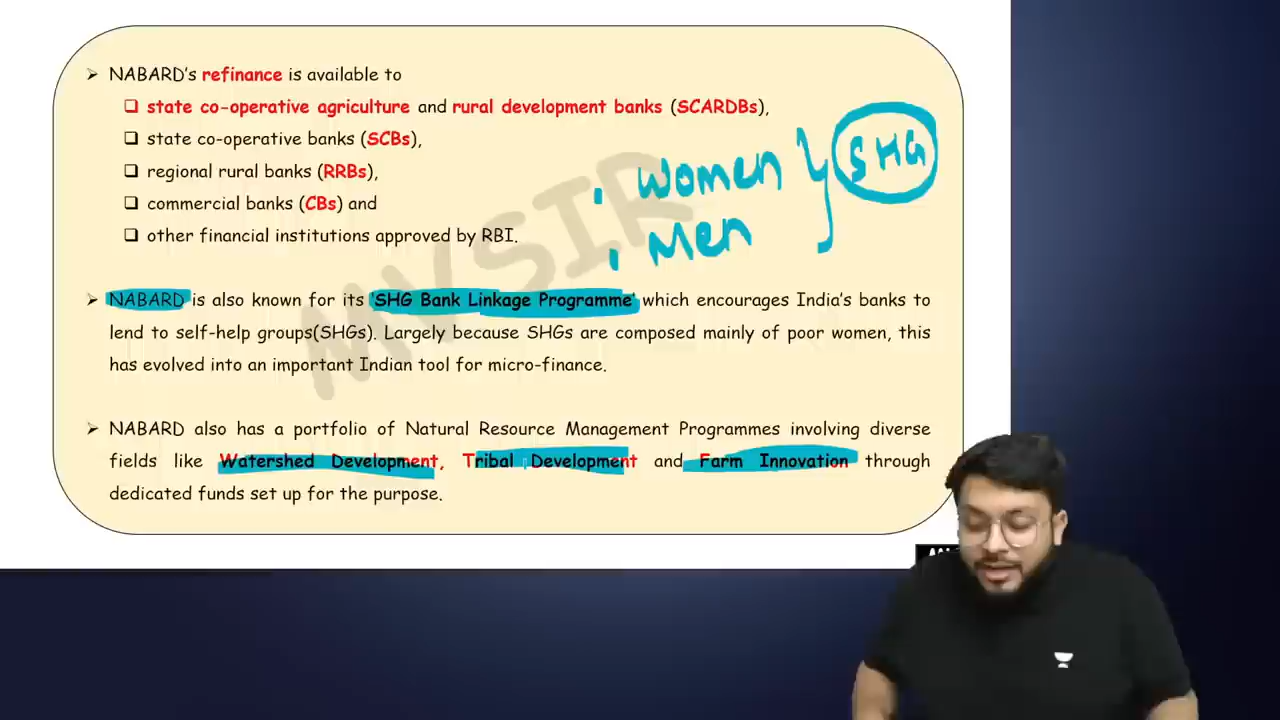 ➢ NABARD's refinance is available to
❑ state co-operative agriculture and rural development banks (SCARDBs),
❑ state co-operative banks (SCBs),
❑ regional rural banks (RRBs),
❑ commercial banks (CBs) and
❑ other financial institutions approved by RBI.
. women } SHG
. Men
➢ NABARD is also known for its 'SHG Bank Linkage Programme' which encourages India's banks to
lend to self-help groups(SHGs). Largely because SHGs are composed mainly of poor women, this
has evolved into an important Indian tool for micro-finance.
➢ NABARD also has a portfolio of Natural Resource Management Programmes involving diverse
fields like Watershed Development, Tribal Development and Farm Innovation through
dedicated funds set up for the purpose.
MVSIR